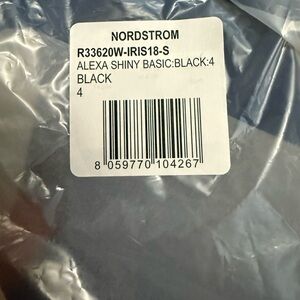 NORDSTROM
R33620W-IRIS18-S
ALEXA SHINY BASIC:BLACK:4
BLACK
4
8 059770 104267